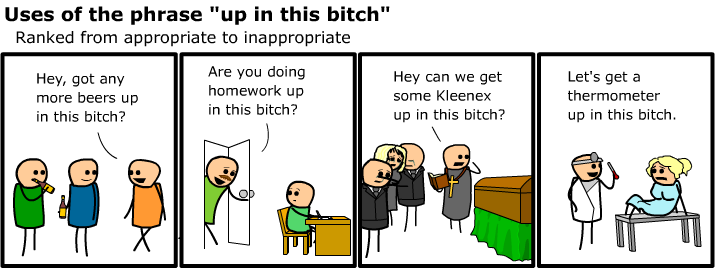 Uses of the phrase "up in this bitch"
Ranked from appropriate to inappropriate
Hey, got any
more beers up
in this bitch?
Are you doing
homework up
in this bitch?
Hey can we get
some Kleenex
up in this bitch?
Let's get a
thermometer
up in this bitch.